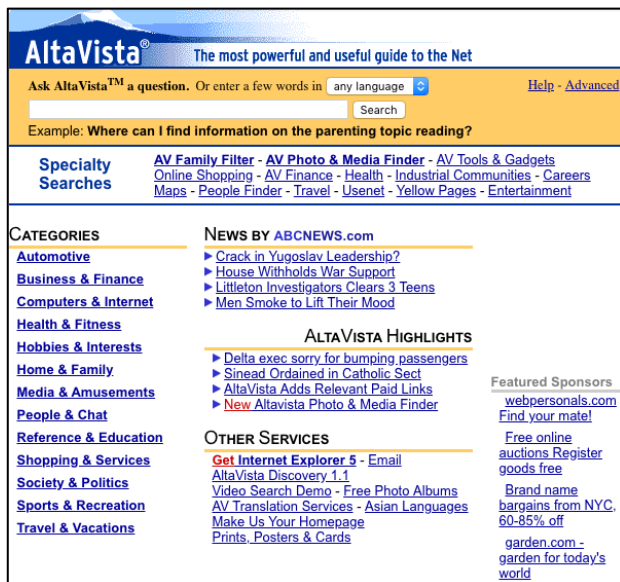 AltaVista®
The most powerful and useful guide to the Net
Ask AltaVista™ a question. Or enter a few words in any language
Help - Advanced
Search
Example: Where can I find information on the parenting topic reading?
Specialty
Searches
AV Family Filter - AV Photo & Media Finder - AV Tools & Gadgets
Online Shopping - AV Finance - Health - Industrial Communities - Careers
Maps - People Finder - Travel - Usenet - Yellow Pages - Entertainment
CATEGORIES
Automotive
Business & Finance
Computers & Internet
Health & Fitness
Hobbies & Interests
Home & Family
Media & Amusements
People & Chat
Reference & Education
Shopping & Services
Society & Politics
Sports & Recreation
Travel & Vacations
NEWS BY ABCNEWS.com
Crack in Yugoslav Leadership?
House Withholds War Support
Littleton Investigators Clears 3 Teens
Men Smoke to Lift Their Mood
ALTAVISTA HIGHLIGHTS
Delta exec sorry for bumping passengers
Sinead Ordained in Catholic Sect
AltaVista Adds Relevant Paid Links
New Altavista Photo & Media Finder
OTHER SERVICES
Get Internet Explorer 5 - Email
AltaVista Discovery 1.1
Video Search Demo - Free Photo Albums
AV Translation Services - Asian Languages
Make Us Your Homepage
Prints, Posters & Cards
Featured Sponsors
webpersonals.com
Find your mate!
Free online
auctions Register
goods free
Brand name
bargains from NYC,
60-85% off
garden.com -
garden for today's
world